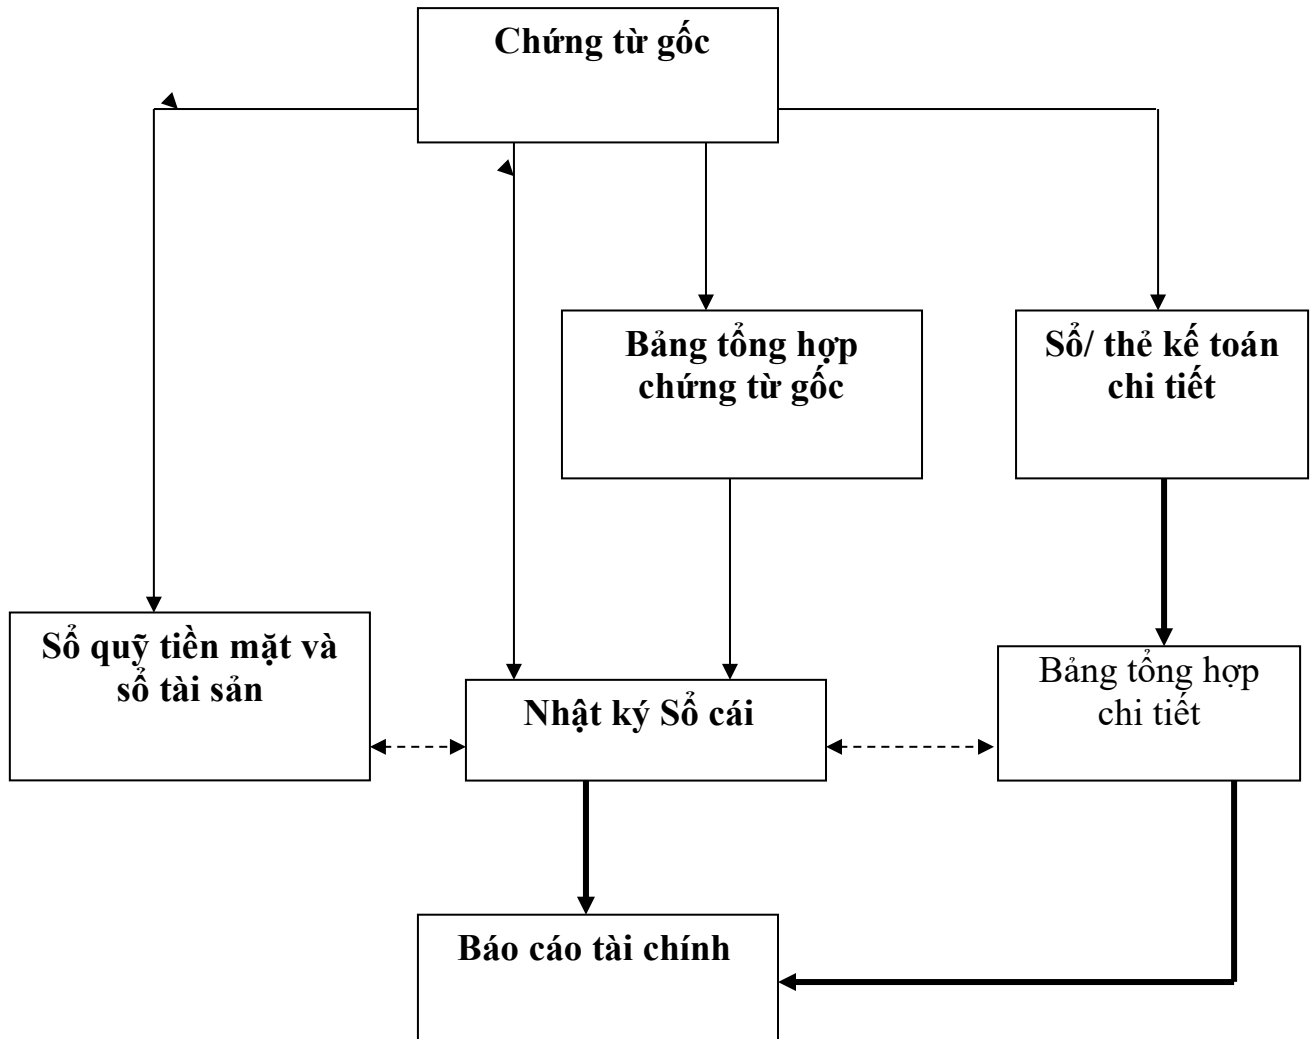 Chứng từ gốc
Bảng tổng hợp
chứng từ gốc
Sổ/ thẻ kế toán
chi tiết
Sổ quỹ tiền mặt và
sổ tài sản
Nhật ký Sổ cái
Bảng tổng hợp
chi tiết
Báo cáo tài chính